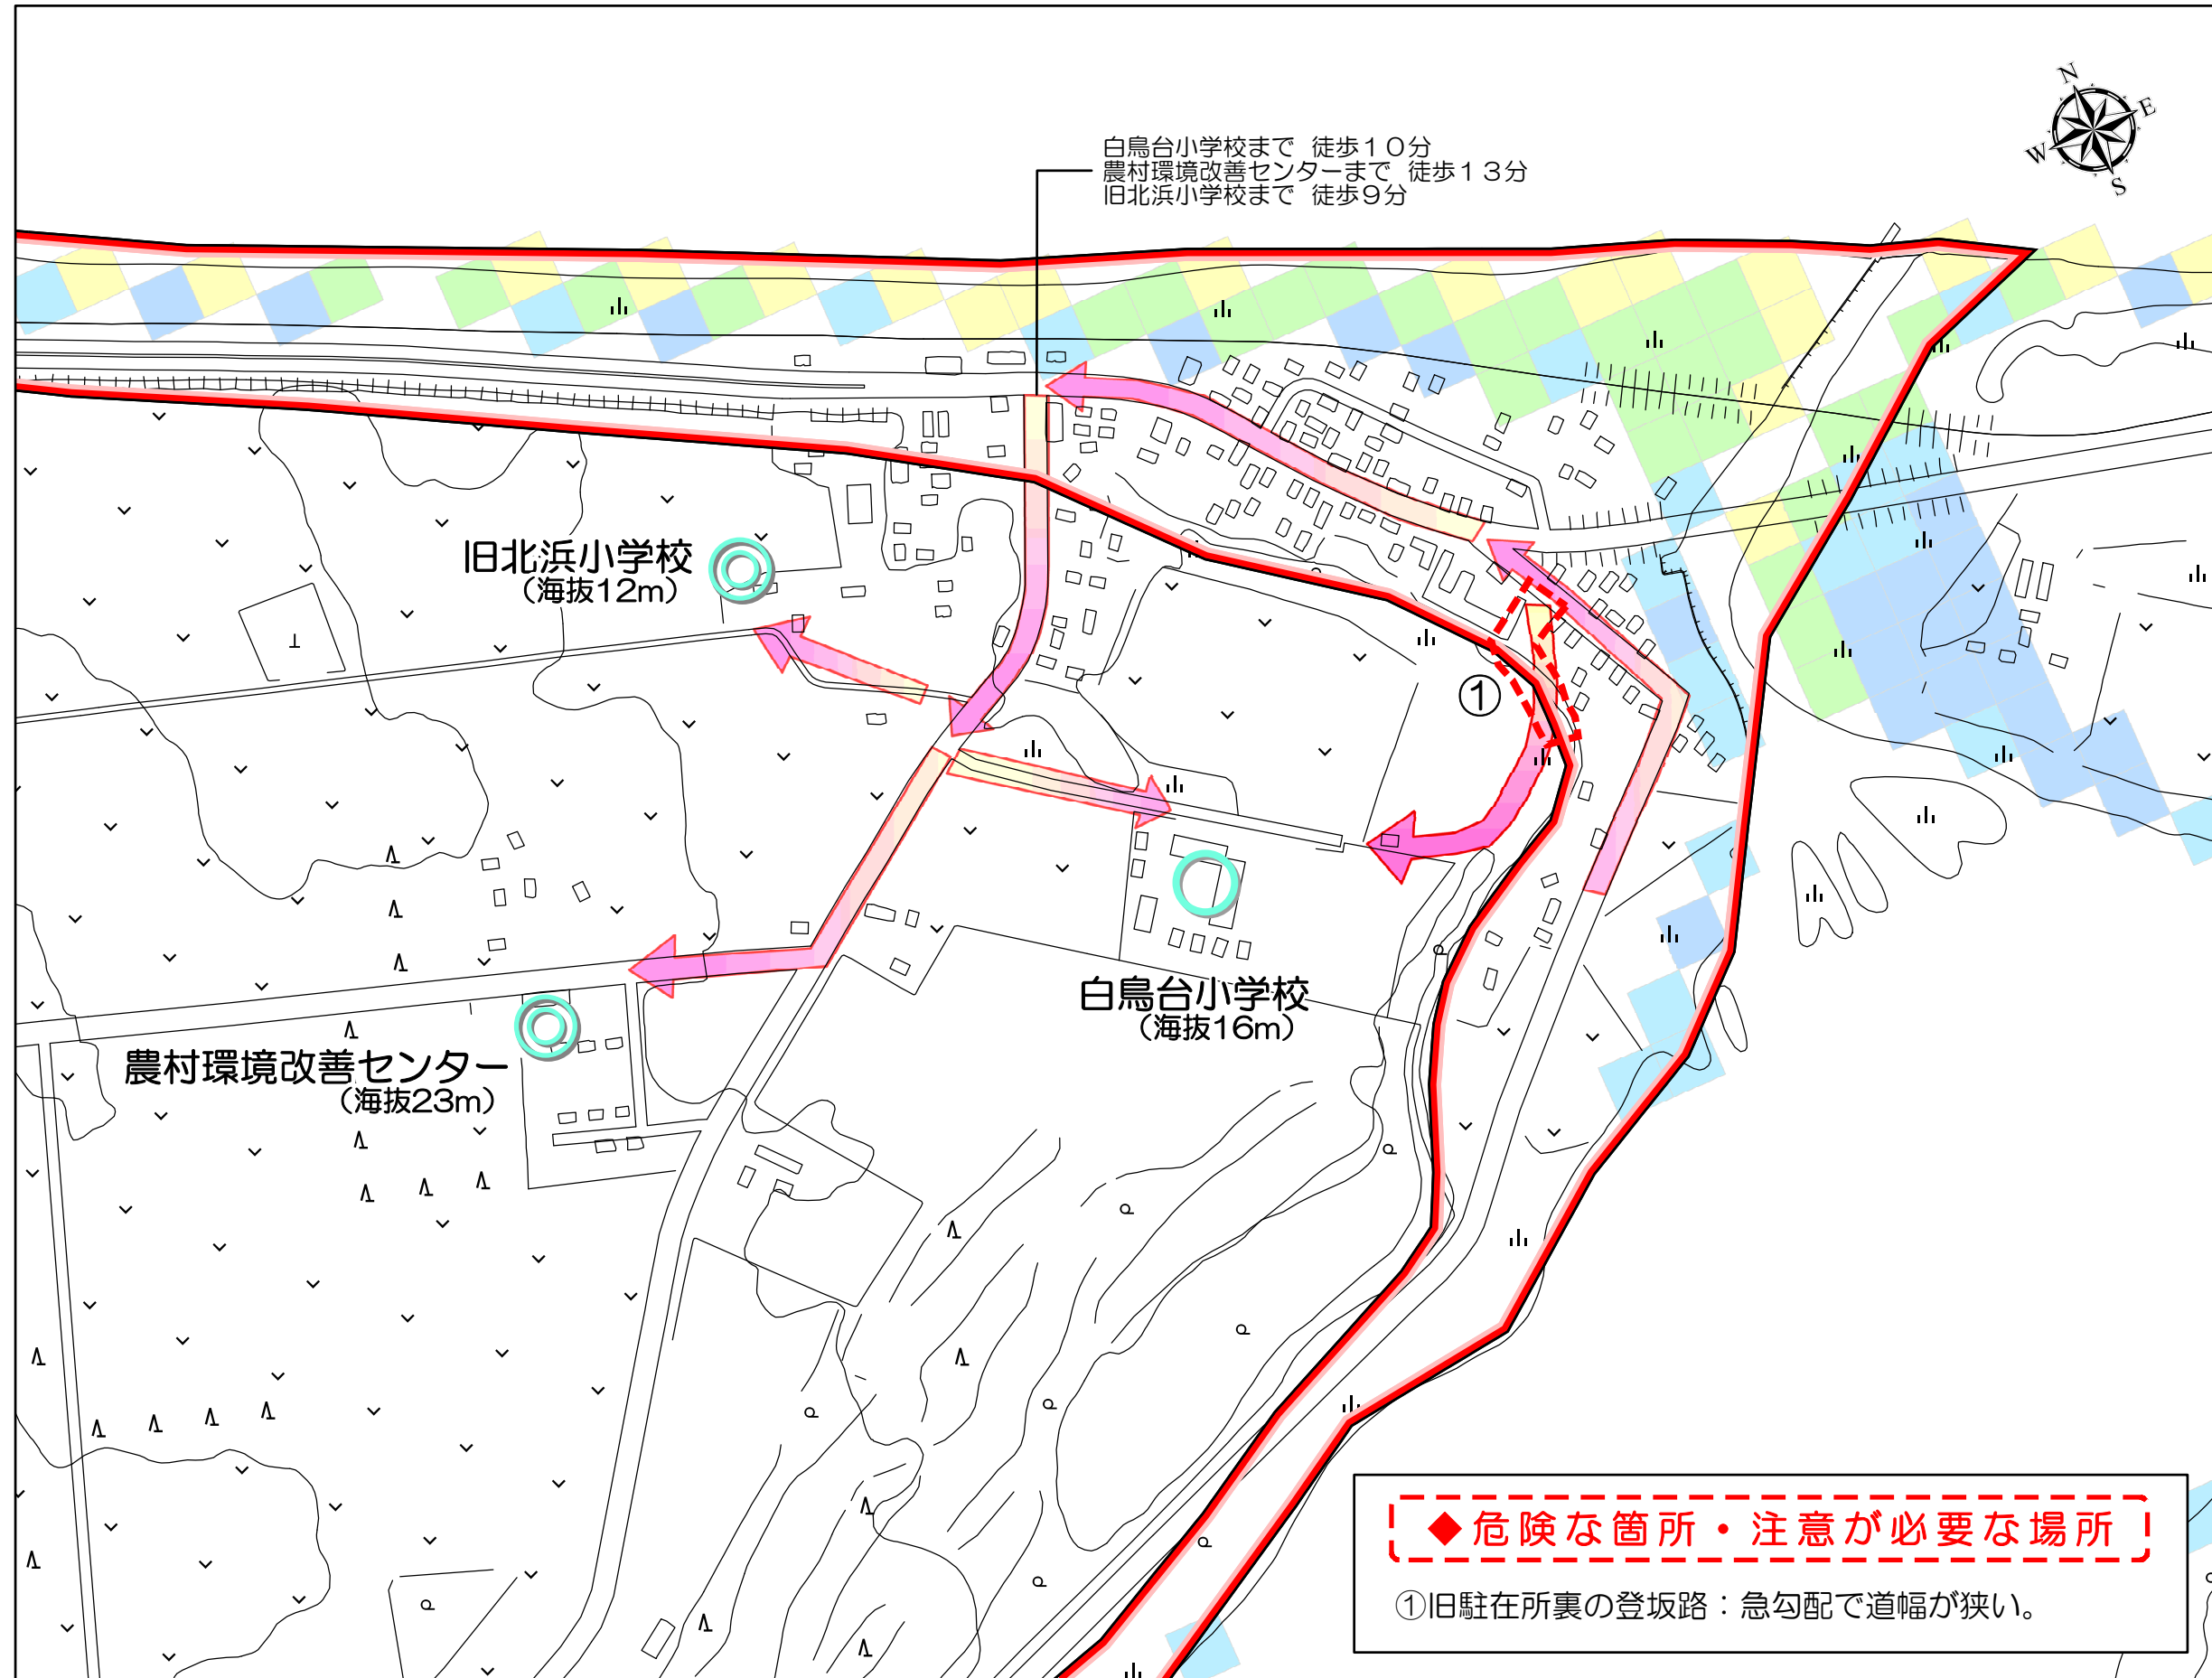 N
E
W
S
白鳥台小学校まで 徒歩10分
農村環境改善センターまで 徒歩13分
旧北浜小学校まで 徒歩9分
旧北浜小学校
(海抜12m)
①
白鳥台小学校
(海抜16m)
農村環境改善センター
(海抜23m)
◆危険な箇所・注意が必要な場所
①旧駐在所裏の登坂路:急勾配で道幅が狭い。